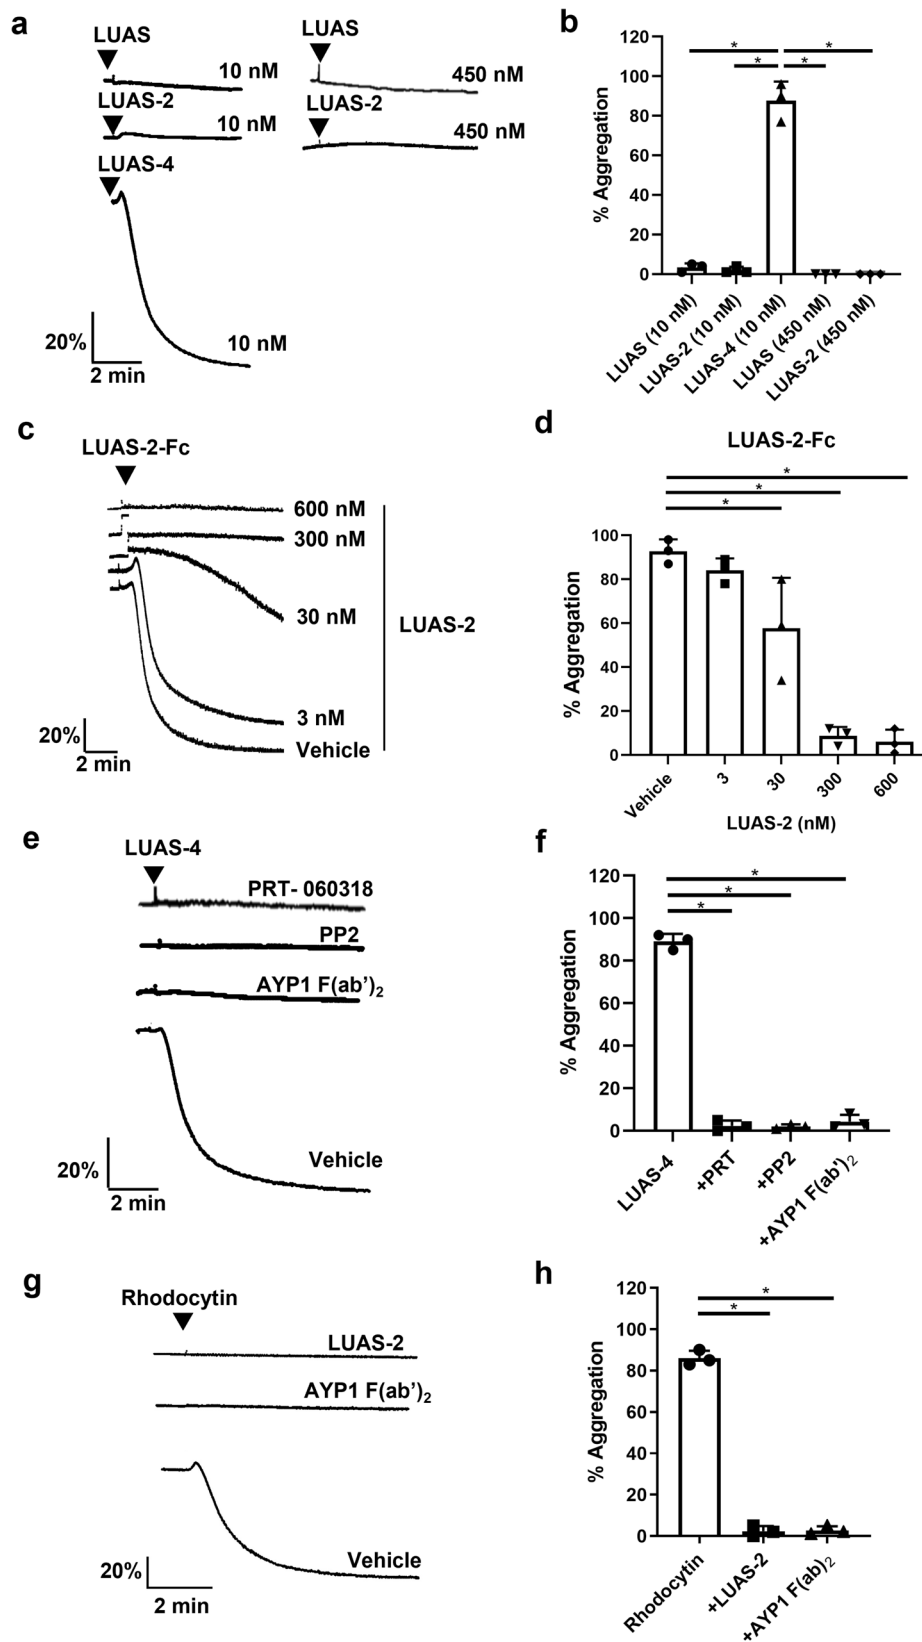 a
LUAS
10 nM
LUAS-2
10 nM
LUAS-4
10 nM
20%
2 min
LUAS
450 nM
LUAS-2
450 nM
b
% Aggregation
120
100
80
60
40
20
0
* *
* *
LUAS (10 nM)
LUAS-2 (10 nM)
LUAS-4 (10 nM)
LUAS (450 nM)
LUAS-2 (450 nM)
c
LUAS-2-Fc
600 nM
300 nM
30 nM
3 nM
Vehicle
LUAS-2
20%
2 min
d
LUAS-2-Fc
*
*
*
% Aggregation
100
80
60
40
20
0
Vehicle
3
30
300
600
LUAS-2 (nM)
e
LUAS-4
PRT- 060318
PP2
AYP1 F(ab’)₂
Vehicle
20%
2 min
f
% Aggregation
120
100
80
60
40
20
0
*
*
*
LUAS-4
+PRT
+PP2
+AYP1 F(ab')₂
g
Rhodocytin
LUAS-2
AYP1 F(ab’)₂
Vehicle
20%
2 min
h
% Aggregation
120
100
80
60
40
20
0
*
*
Rhodocytin
+LUAS-2
+AYP1 F(ab)₂